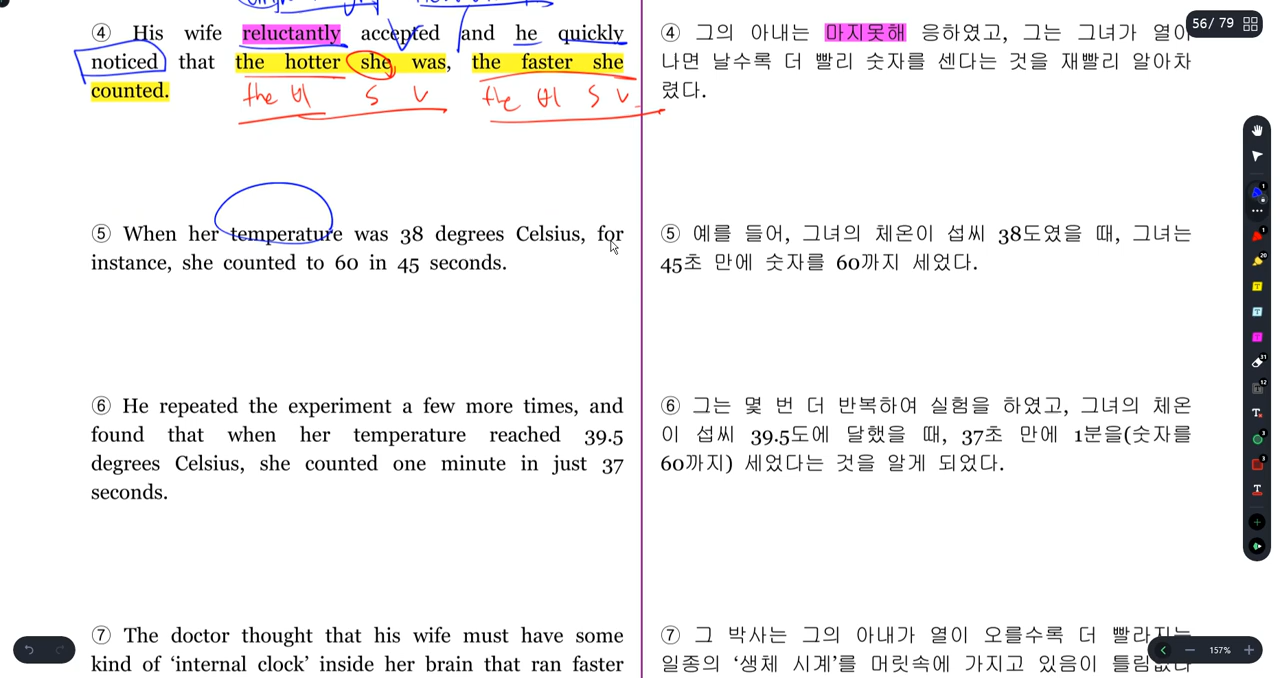 ④ His wife reluctantly accepted and he quickly
noticed that the hotter she was, the faster she
counted.
the 비 S V
the 비 S V
⑤ When her temperature was 38 degrees Celsius, for
instance, she counted to 60 in 45 seconds.
⑥ He repeated the experiment a few more times, and
found that when her temperature reached 39.5
degrees Celsius, she counted one minute in just 37
seconds.
⑦ The doctor thought that his wife must have some
kind of ‘internal clock’ inside her brain that ran faster
④ 그의 아내는 마지못해 응하였고, 그는 그녀가 열이
나면 날수록 더 빨리 숫자를 센다는 것을 재빨리 알아차
렸다.
⑤ 예를 들어, 그녀의 체온이 섭씨 38도였을 때, 그녀는
45초 만에 숫자를 60까지 세었다.
⑥ 그는 몇 번 더 반복하여 실험을 하였고, 그녀의 체온
이 섭씨 39.5도에 달했을 때, 37초 만에 1분을(숫자를
60까지) 세었다는 것을 알게 되었다.
⑦ 그 박사는 그의 아내가 열이 오를수록 더 빨라지는
일종의 ‘생체 시계’를 머릿속에 가지고 있음이 틀림없다
56/ 79
157%